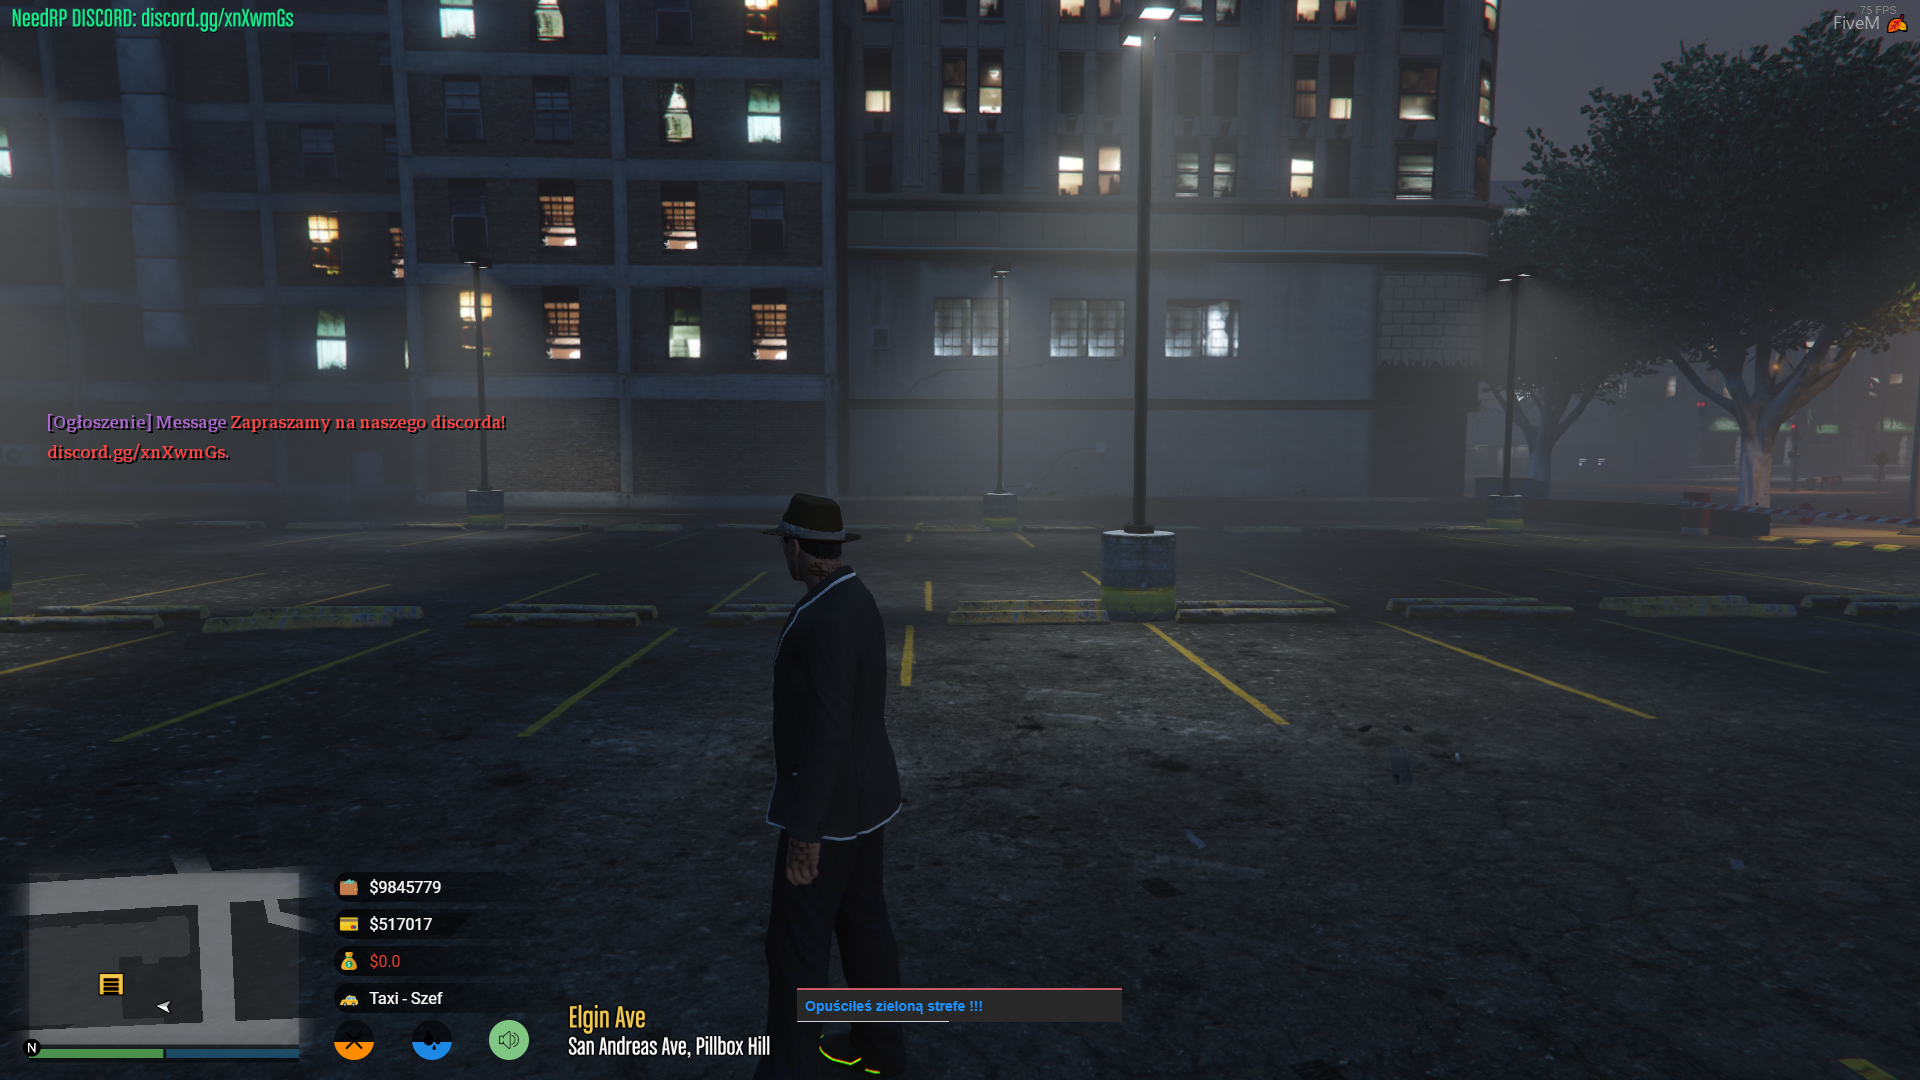 NeedRP DISCORD: discord.gg/xnXwmGs
75 FPS
FiveM
[Ogłoszenie] Message Zapraszamy na naszego discorda!
discord.gg/xnXwmGs.
$9845779
$517017
$0.0
Taxi - Szef
N
Elgin Ave
San Andreas Ave, Pillbox Hill
Opuściłeś zieloną strefe !!!